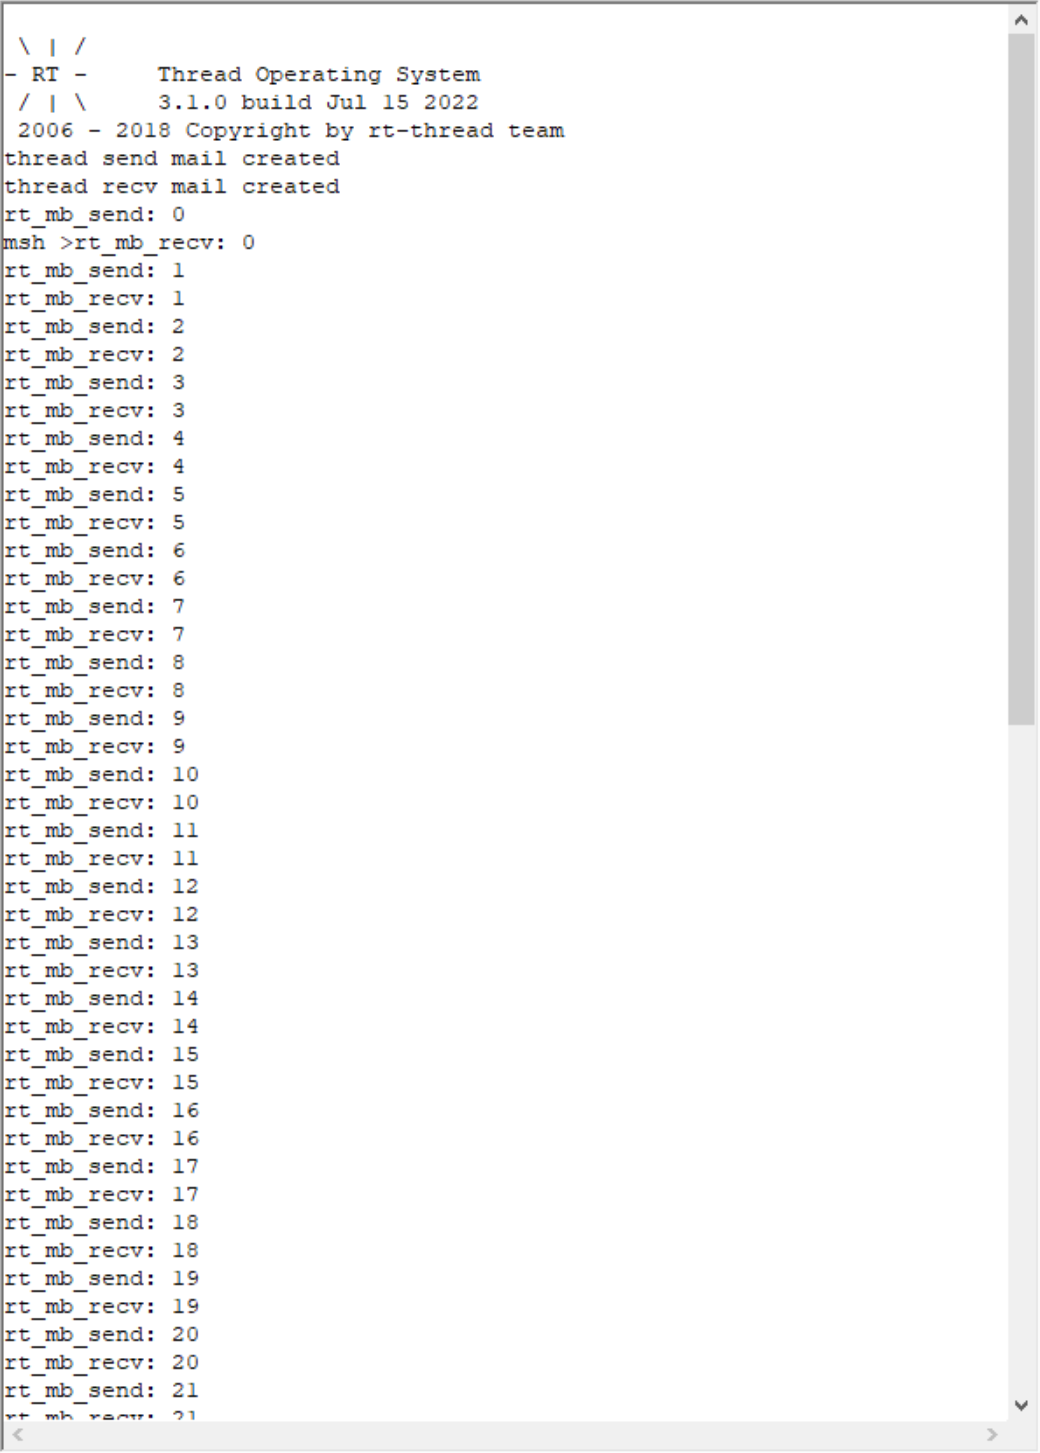 \ | /
- RT -     Thread Operating System
/ | \     3.1.0 build Jul 15 2022
2006 - 2018 Copyright by rt-thread team
thread send mail created
thread recv mail created
rt_mb_send: 0
msh >rt_mb_recv: 0
rt_mb_send: 1
rt_mb_recv: 1
rt_mb_send: 2
rt_mb_recv: 2
rt_mb_send: 3
rt_mb_recv: 3
rt_mb_send: 4
rt_mb_recv: 4
rt_mb_send: 5
rt_mb_recv: 5
rt_mb_send: 6
rt_mb_recv: 6
rt_mb_send: 7
rt_mb_recv: 7
rt_mb_send: 8
rt_mb_recv: 8
rt_mb_send: 9
rt_mb_recv: 9
rt_mb_send: 10
rt_mb_recv: 10
rt_mb_send: 11
rt_mb_recv: 11
rt_mb_send: 12
rt_mb_recv: 12
rt_mb_send: 13
rt_mb_recv: 13
rt_mb_send: 14
rt_mb_recv: 14
rt_mb_send: 15
rt_mb_recv: 15
rt_mb_send: 16
rt_mb_recv: 16
rt_mb_send: 17
rt_mb_recv: 17
rt_mb_send: 18
rt_mb_recv: 18
rt_mb_send: 19
rt_mb_recv: 19
rt_mb_send: 20
rt_mb_recv: 20
rt_mb_send: 21
rt_mb_recv: 21